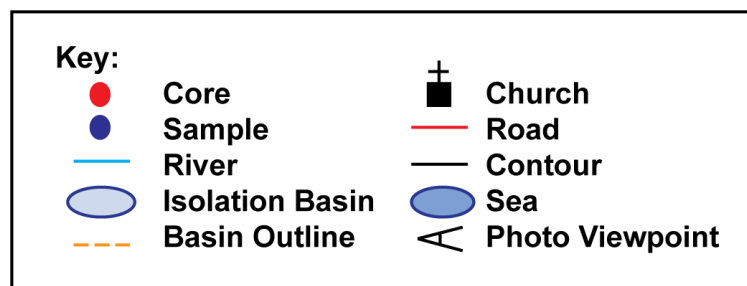 Key:
Core
Sample
River
Isolation Basin
Basin Outline
Church
Road
Contour
Sea
Photo Viewpoint